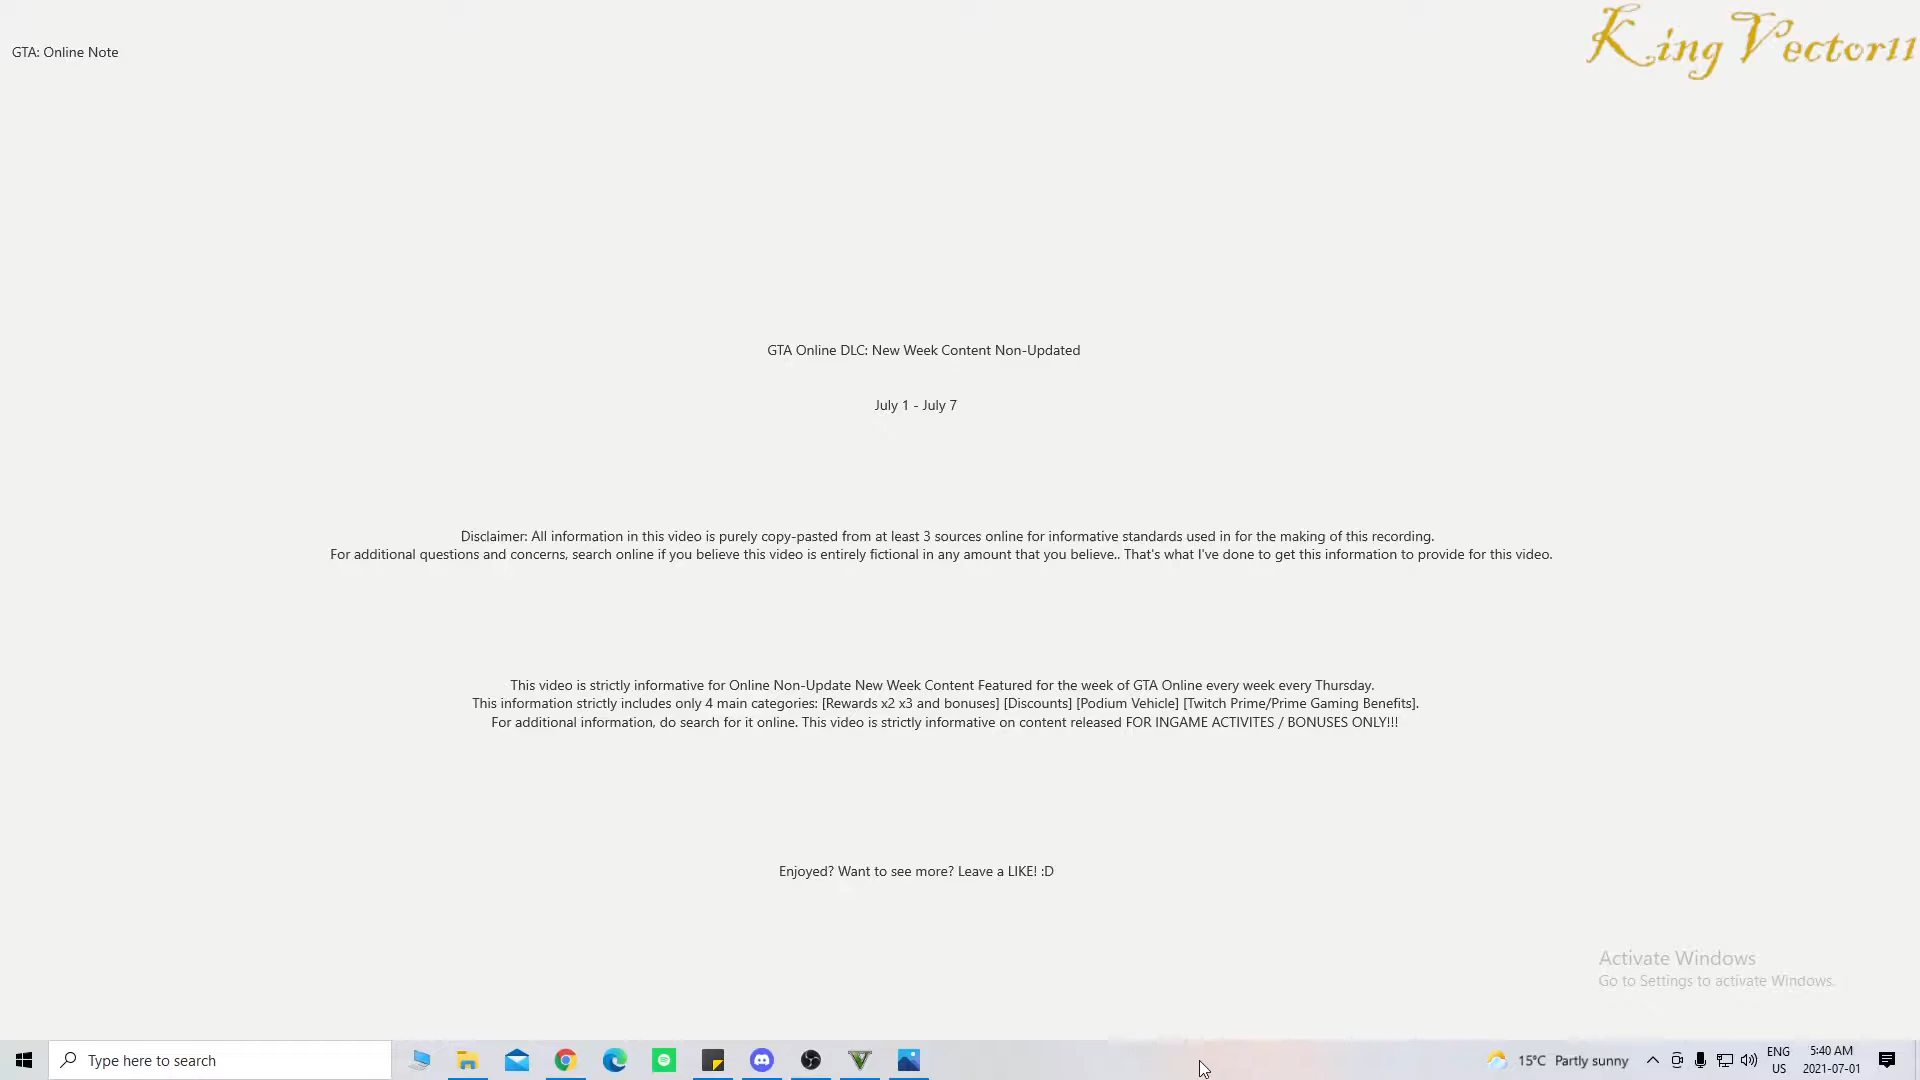 King Vector11
GTA: Online Note
GTA Online DLC: New Week Content Non-Updated
July 1 - July 7
Disclaimer: All information in this video is purely copy-pasted from at least 3 sources online for informative standards used in for the making of this recording.
For additional questions and concerns, search online if you believe this video is entirely fictional in any amount that you believe.. That's what I've done to get this information to provide for this video.
This video is strictly informative for Online Non-Update New Week Content Featured for the week of GTA Online every week every Thursday.
This information strictly includes only 4 main categories: [Rewards x2 x3 and bonuses] [Discounts] [Podium Vehicle] [Twitch Prime/Prime Gaming Benefits].
For additional information, do search for it online. This video is strictly informative on content released FOR INGAME ACTIVITES / BONUSES ONLY!!!
Enjoyed? Want to see more? Leave a LIKE! :D
Activate Windows
Go to Settings to activate Windows.
Type here to search
15°C Partly sunny
ENG
US
5:40 AM
2021-07-01